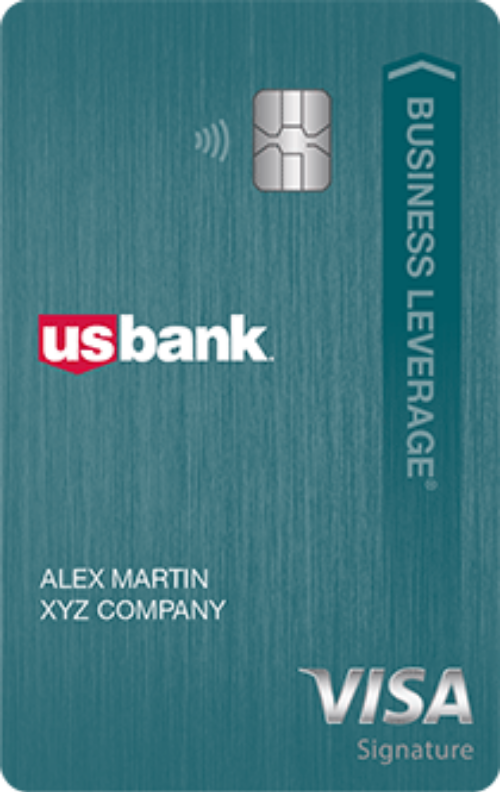 BUSINESS LEVERAGE®
usbank.
ALEX MARTIN
XYZ COMPANY
VISA
Signature